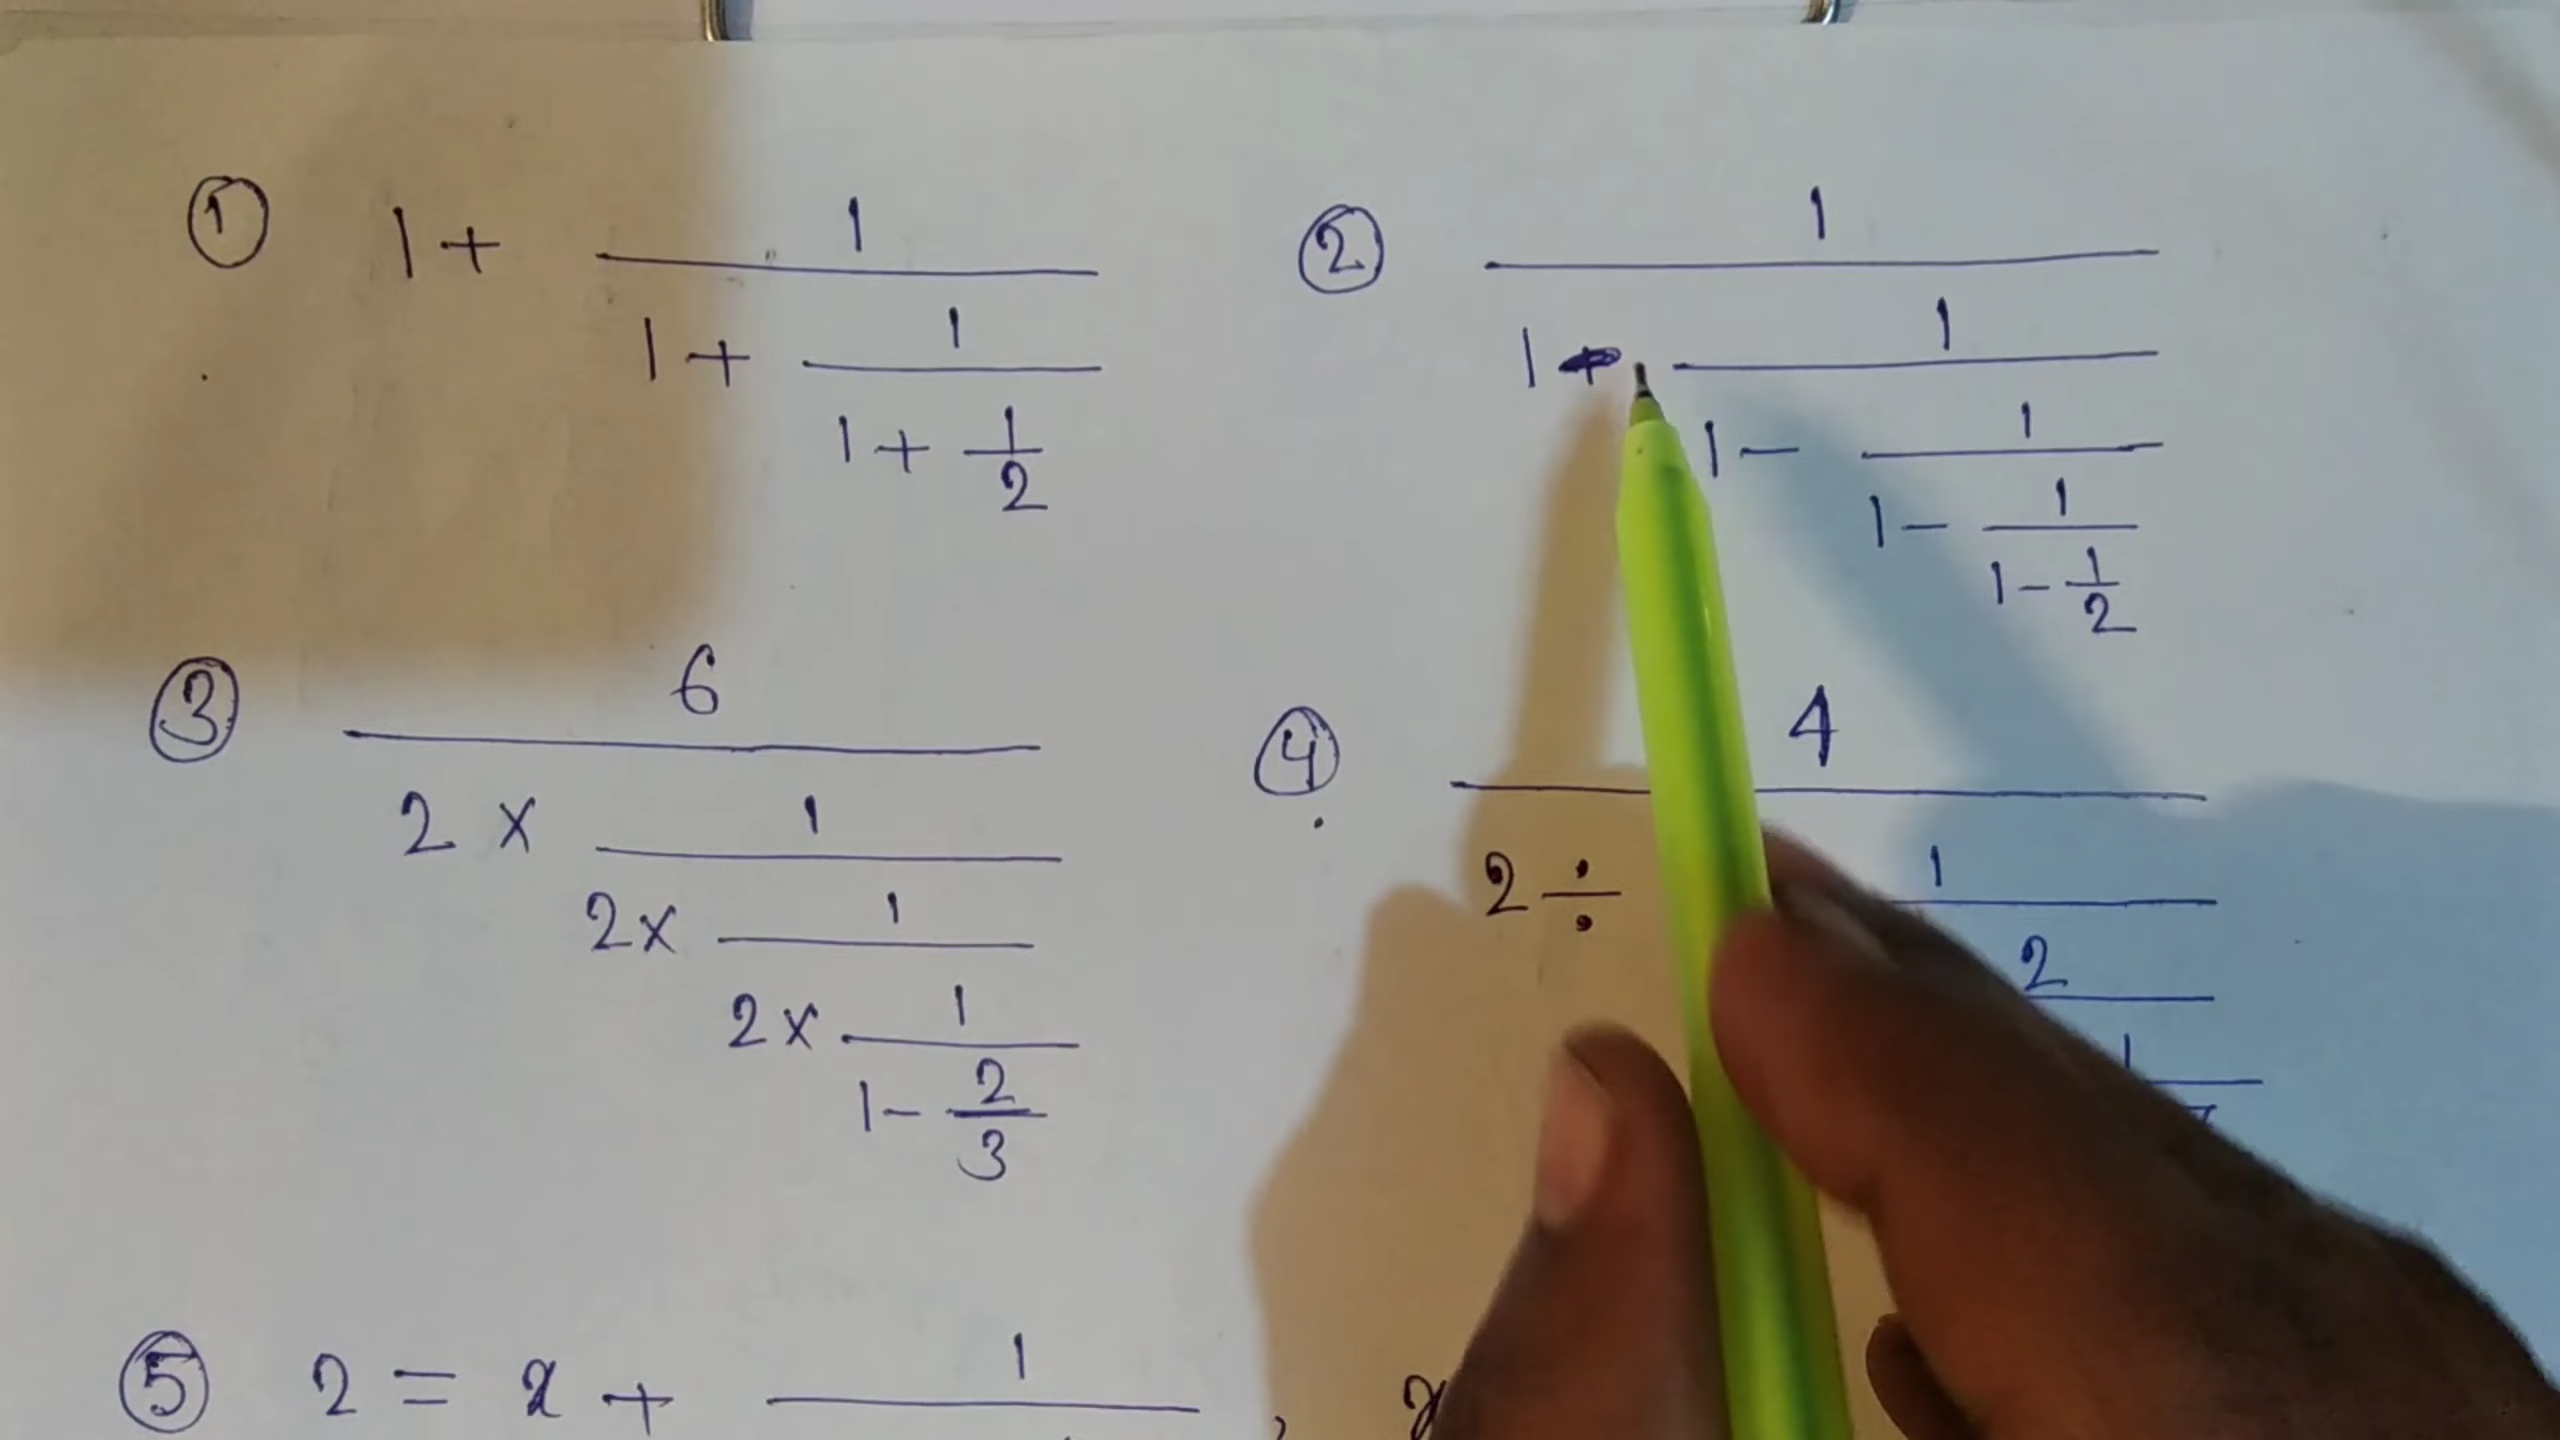 ① 1 + 1
1 + 1
1 + 1
2
② 1
1 - 1
1 - 1
1 - 1
1 - 1
2
③ 6
2 × 1
2 × 1
2 × 1
1 - 2
3
④ 4
2 ÷ 1
2
1
⑤ 2 = x + 1 ,